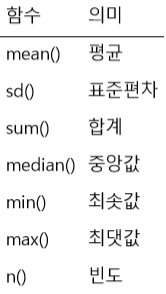 함수 의미
mean() 평균
sd() 표준편차
sum() 합계
median() 중앙값
min() 최솟값
max() 최댓값
n() 빈도